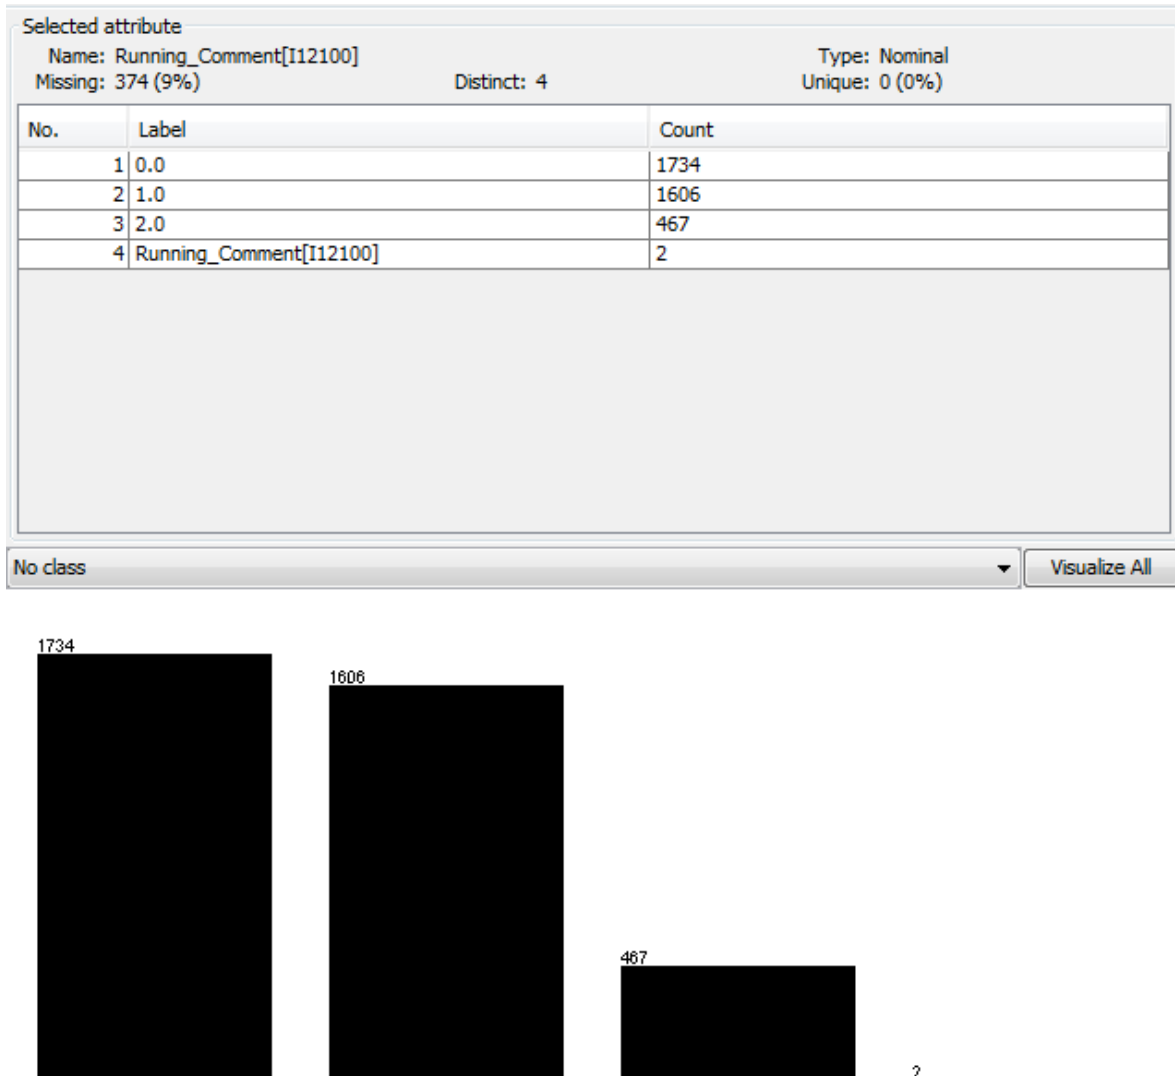 Selected attribute
Name: Running_Comment[I12100] Type: Nominal
Missing: 374 (9%) Distinct: 4 Unique: 0 (0%)
No. Label Count
1 0.0 1734
2 1.0 1606
3 2.0 467
4 Running_Comment[I12100] 2
No class Visualize All
1734
1606
467
2